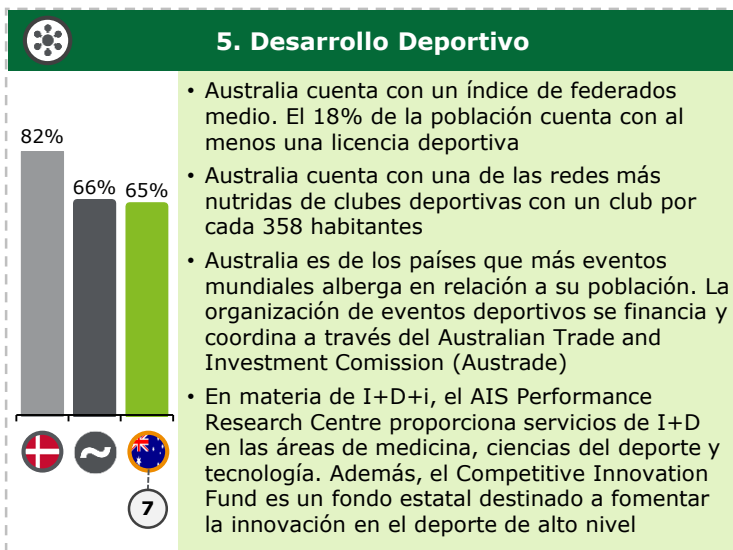 5. Desarrollo Deportivo
82%
66% 65%
~
7
• Australia cuenta con un índice de federados
medio. El 18% de la población cuenta con al
menos una licencia deportiva
• Australia cuenta con una de las redes más
nutridas de clubes deportivas con un club por
cada 358 habitantes
• Australia es de los países que más eventos
mundiales alberga en relación a su población. La
organización de eventos deportivos se financia y
coordina a través del Australian Trade and
Investment Comission (Austrade)
• En materia de I+D+i, el AIS Performance
Research Centre proporciona servicios de I+D
en las áreas de medicina, ciencias del deporte y
tecnología. Además, el Competitive Innovation
Fund es un fondo estatal destinado a fomentar
la innovación en el deporte de alto nivel